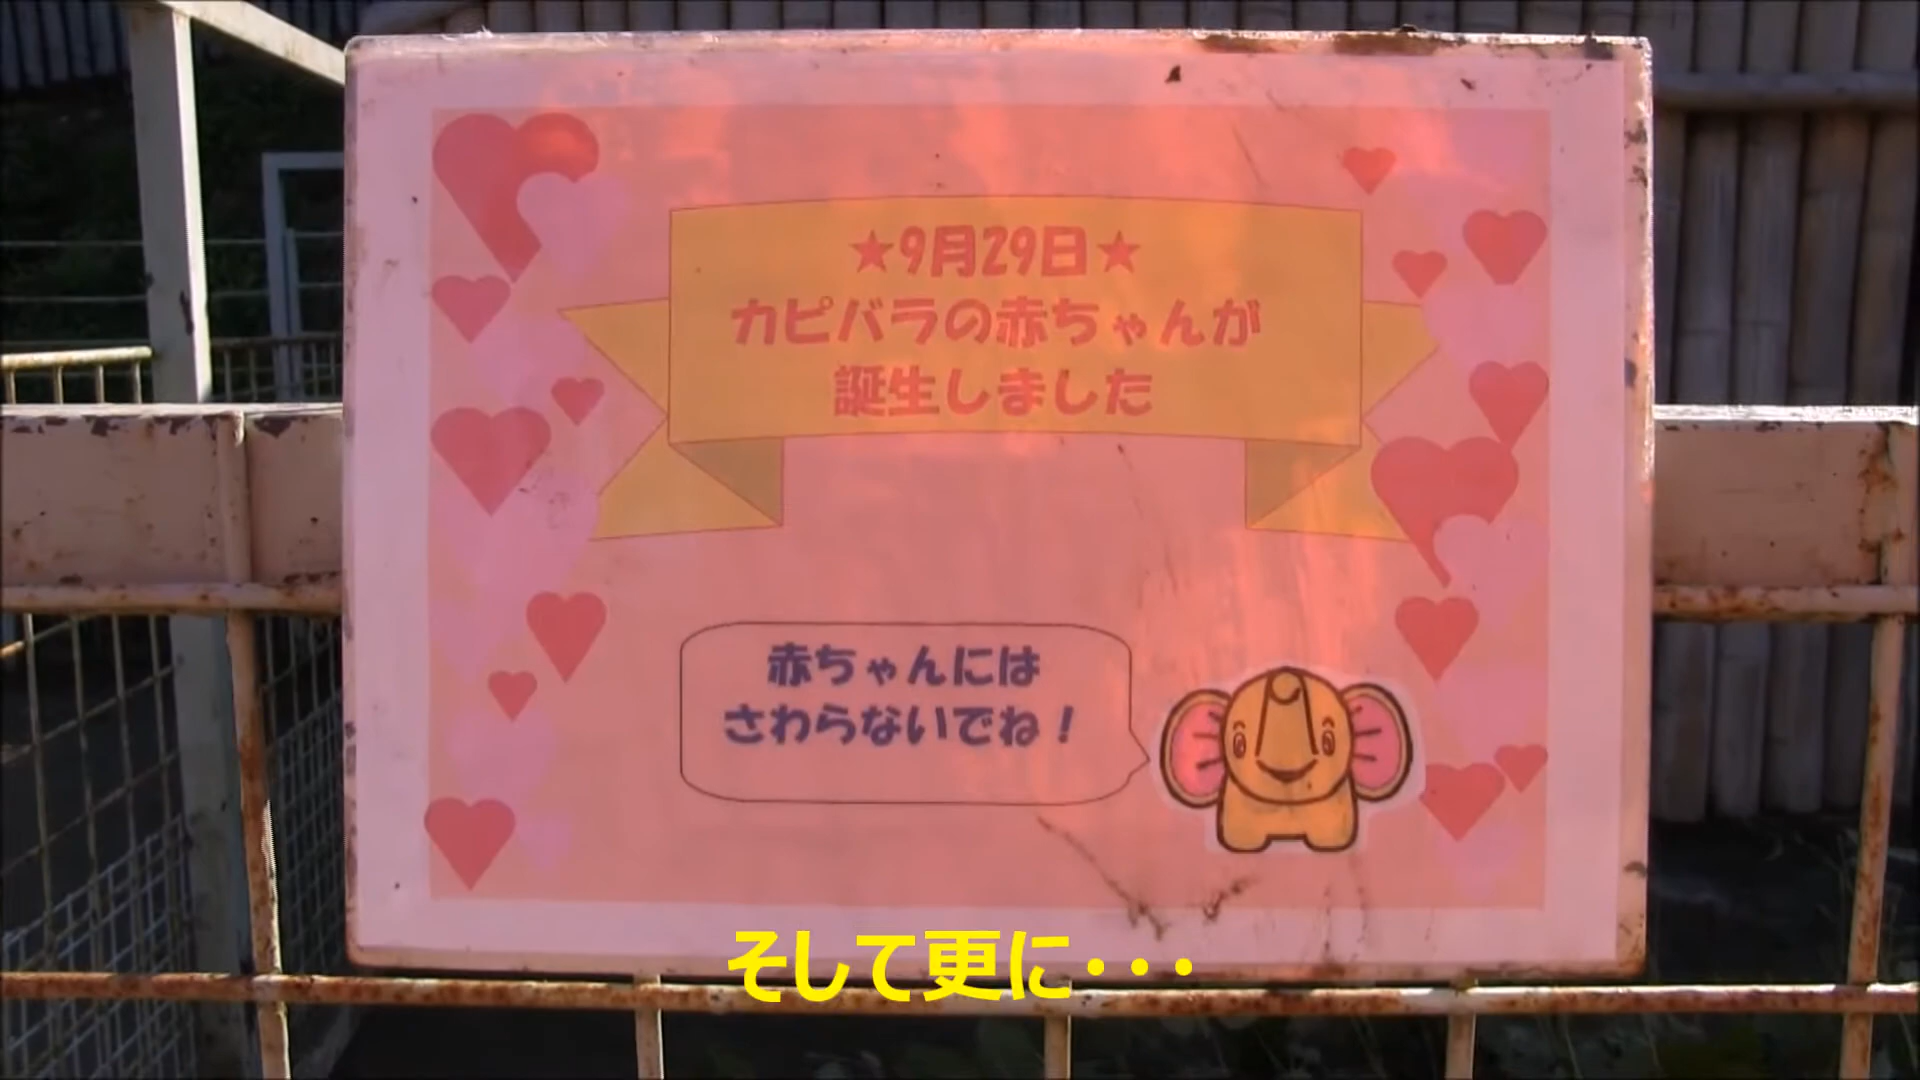 ★9月29日★
カピバラの赤ちゃんが
誕生しました
赤ちゃんには
さわらないでね！
そして更に・・・